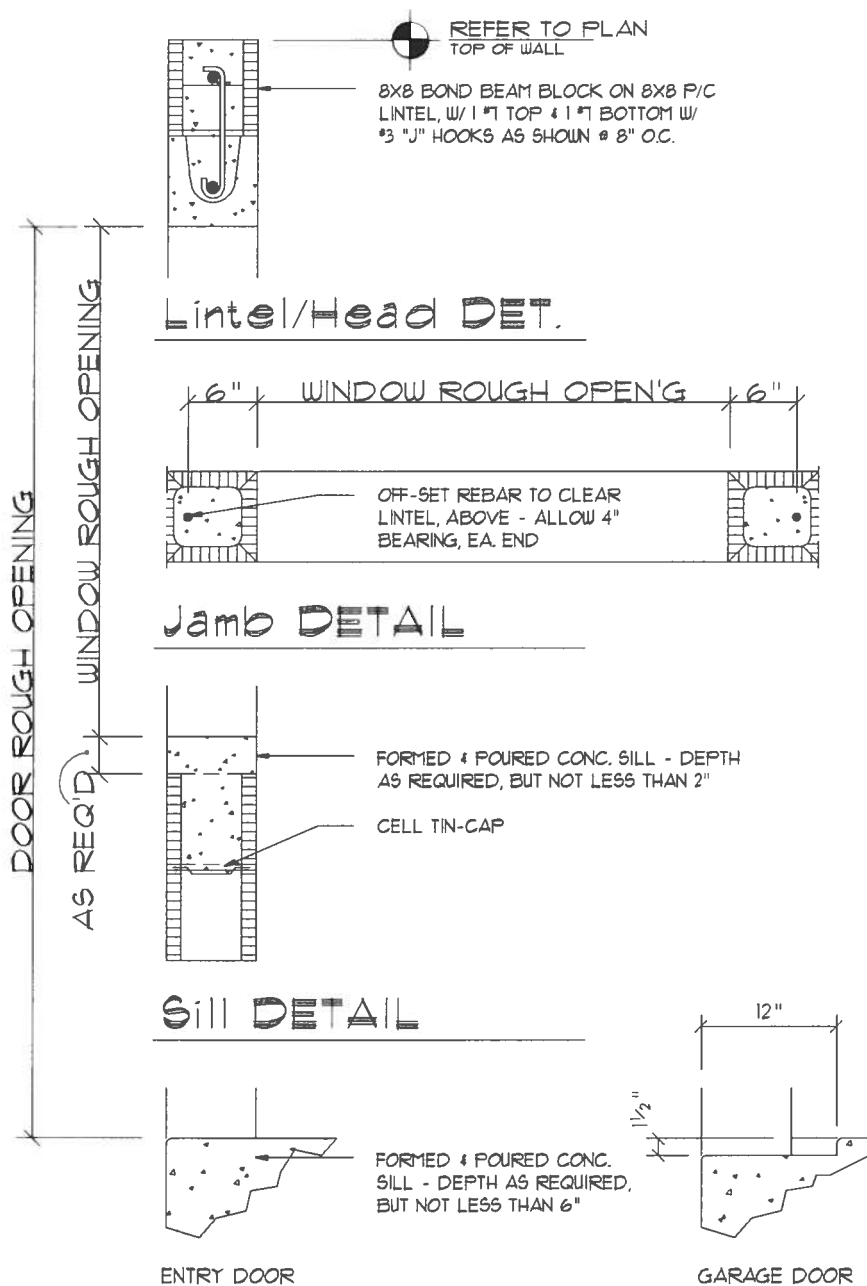 REFER TO PLAN
TOP OF WALL
8X8 BOND BEAM BLOCK ON 8X8 P/C
LINTEL, W/ 1 #7 TOP & 1 #7 BOTTOM W/
#3 "J" HOOKS AS SHOWN @ 8" O.C.
Lintel/Head DET.
6"
WINDOW ROUGH OPEN'G
6"
OFF-SET REBAR TO CLEAR
LINTEL, ABOVE - ALLOW 4"
BEARING, EA. END
Jamb DETAIL
DOOR ROUGH OPENING
WINDOW ROUGH OPENING
AS REQ'D
FORMED & POURED CONC. SILL - DEPTH
AS REQUIRED, BUT NOT LESS THAN 2"
CELL TIN-CAP
Sill DETAIL
12"
1 1/2"
FORMED & POURED CONC.
SILL - DEPTH AS REQUIRED,
BUT NOT LESS THAN 6"
ENTRY DOOR
GARAGE DOOR